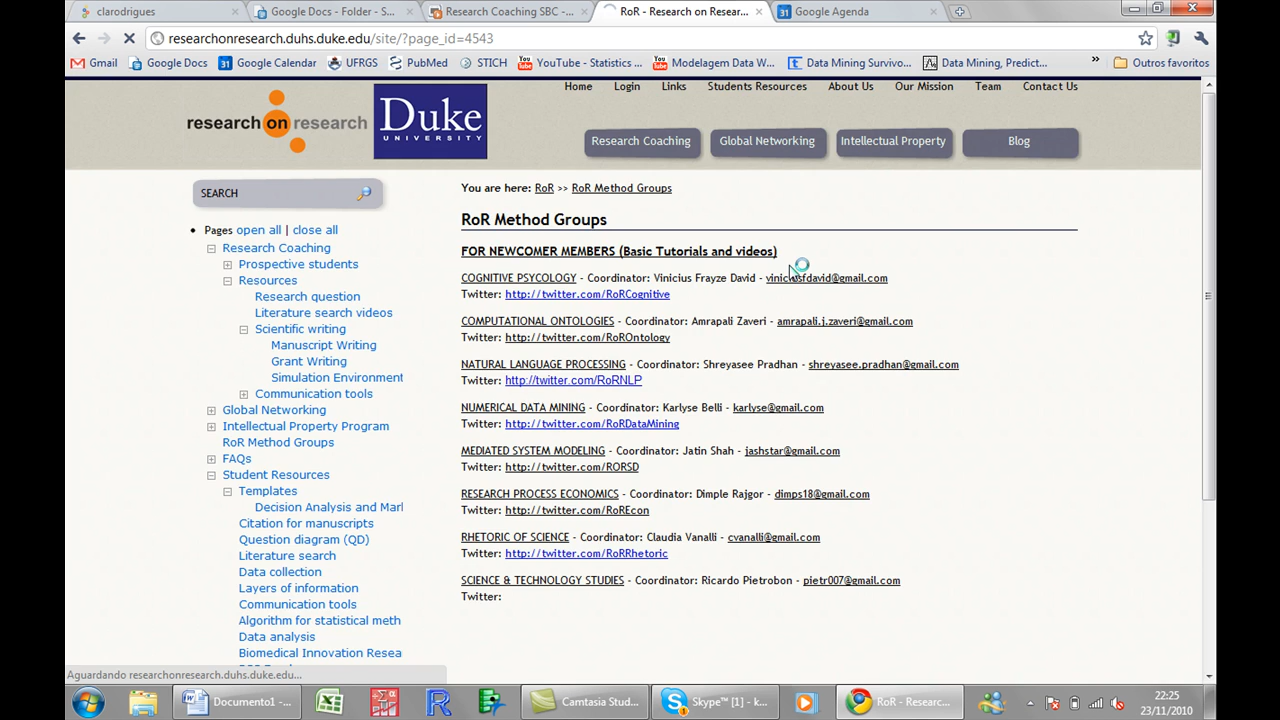 clarodrigues
Google Docs - Folder - S...
Research Coaching SBC -...
RoR - Research on Resear...
31 Google Agenda
researchonresearch.duhs.duke.edu/site/?page_id=4543
Gmail
Google Docs
31 Google Calendar
UFRGS
PubMed
STICH
You Tube YouTube - Statistics ...
You Tube Modelagem Data W...
Data Mining Survivo...
Data Mining, Predict...
»
Outros favoritos
Home Login Links Students Resources About Us Our Mission Team Contact Us
research on research
Duke
UNIVERSITY
Research Coaching
Global Networking
Intellectual Property
Blog
SEARCH
Pages open all | close all
Research Coaching
Prospective students
Resources
Research question
Literature search videos
Scientific writing
Manuscript Writing
Grant Writing
Simulation Environment
Communication tools
Global Networking
Intellectual Property Program
RoR Method Groups
FAQs
Student Resources
Templates
Decision Analysis and Marl
Citation for manuscripts
Question diagram (QD)
Literature search
Data collection
Layers of information
Communication tools
Algorithm for statistical meth
Data analysis
Biomedical Innovation Resea
You are here: RoR >> RoR Method Groups
RoR Method Groups
FOR NEWCOMER MEMBERS (Basic Tutorials and videos)
COGNITIVE PSYCOLOGY - Coordinator: Vinicius Frayze David - viniciusfdavid@gmail.com
Twitter: http://twitter.com/RoRCognitive
COMPUTATIONAL ONTOLOGIES - Coordinator: Amrapali Zaveri - amrapali.j.zaveri@gmail.com
Twitter: http://twitter.com/RoROntology
NATURAL LANGUAGE PROCESSING - Coordinator: Shreyasee Pradhan - shreyasee.pradhan@gmail.com
Twitter: http://twitter.com/RoRNLP
NUMERICAL DATA MINING - Coordinator: Karlyse Belli - karlyse@gmail.com
Twitter: http://twitter.com/RoRDataMining
MEDIATED SYSTEM MODELING - Coordinator: Jatin Shah - jashstar@gmail.com
Twitter: http://twitter.com/RORSD
RESEARCH PROCESS ECONOMICS - Coordinator: Dimple Rajgor - dimps18@gmail.com
Twitter: http://twitter.com/RoREcon
RHETORIC OF SCIENCE - Coordinator: Claudia Vanalli - cvanalli@gmail.com
Twitter: http://twitter.com/RoRRhetoric
SCIENCE & TECHNOLOGY STUDIES - Coordinator: Ricardo Pietrobon - pietr007@gmail.com
Twitter:
Aguardando researchonresearch.duhs.duke.edu...
Documento1 -...
Camtasia Stud...
Skype™ [1] - k...
RoR - Researc...
22:25
23/11/2010